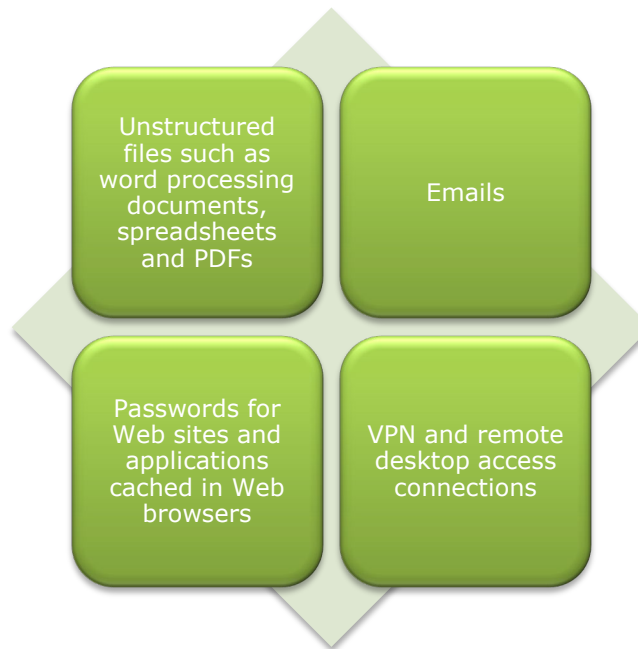 Unstructured
files such as
word processing
documents,
spreadsheets
and PDFs
Emails
Passwords for
Web sites and
applications
cached in Web
browsers
VPN and remote
desktop access
connections